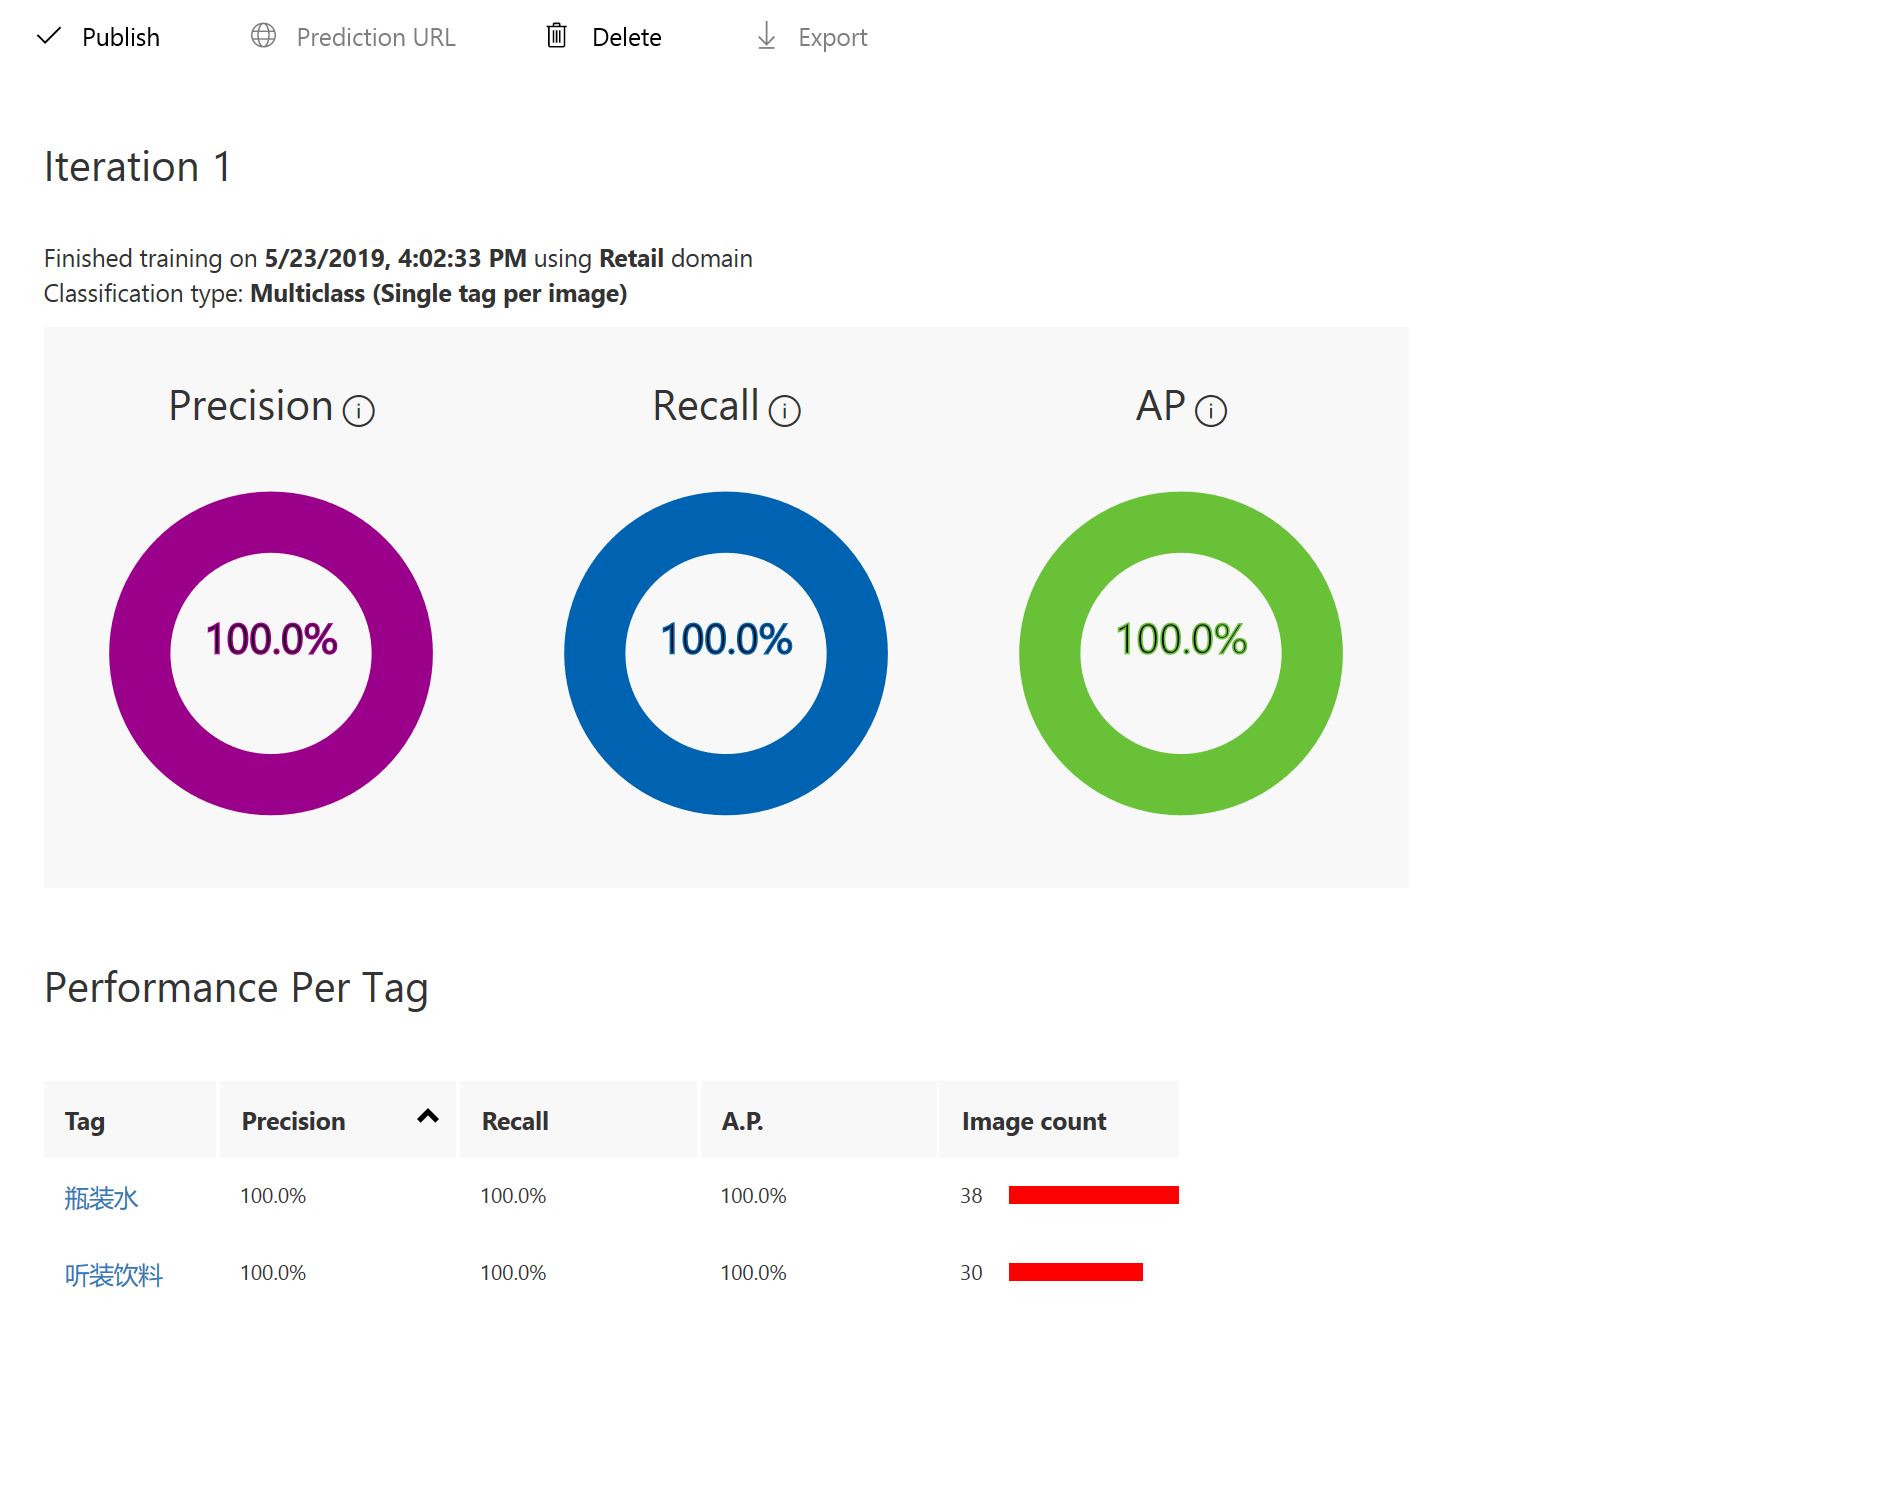 Publish Prediction URL Delete Export
Iteration 1
Finished training on 5/23/2019, 4:02:33 PM using Retail domain
Classification type: Multiclass (Single tag per image)
Precision Recall AP
100.0% 100.0% 100.0%
Performance Per Tag
Tag Precision Recall A.P. Image count
瓶装水 100.0% 100.0% 100.0% 38
听装饮料 100.0% 100.0% 100.0% 30